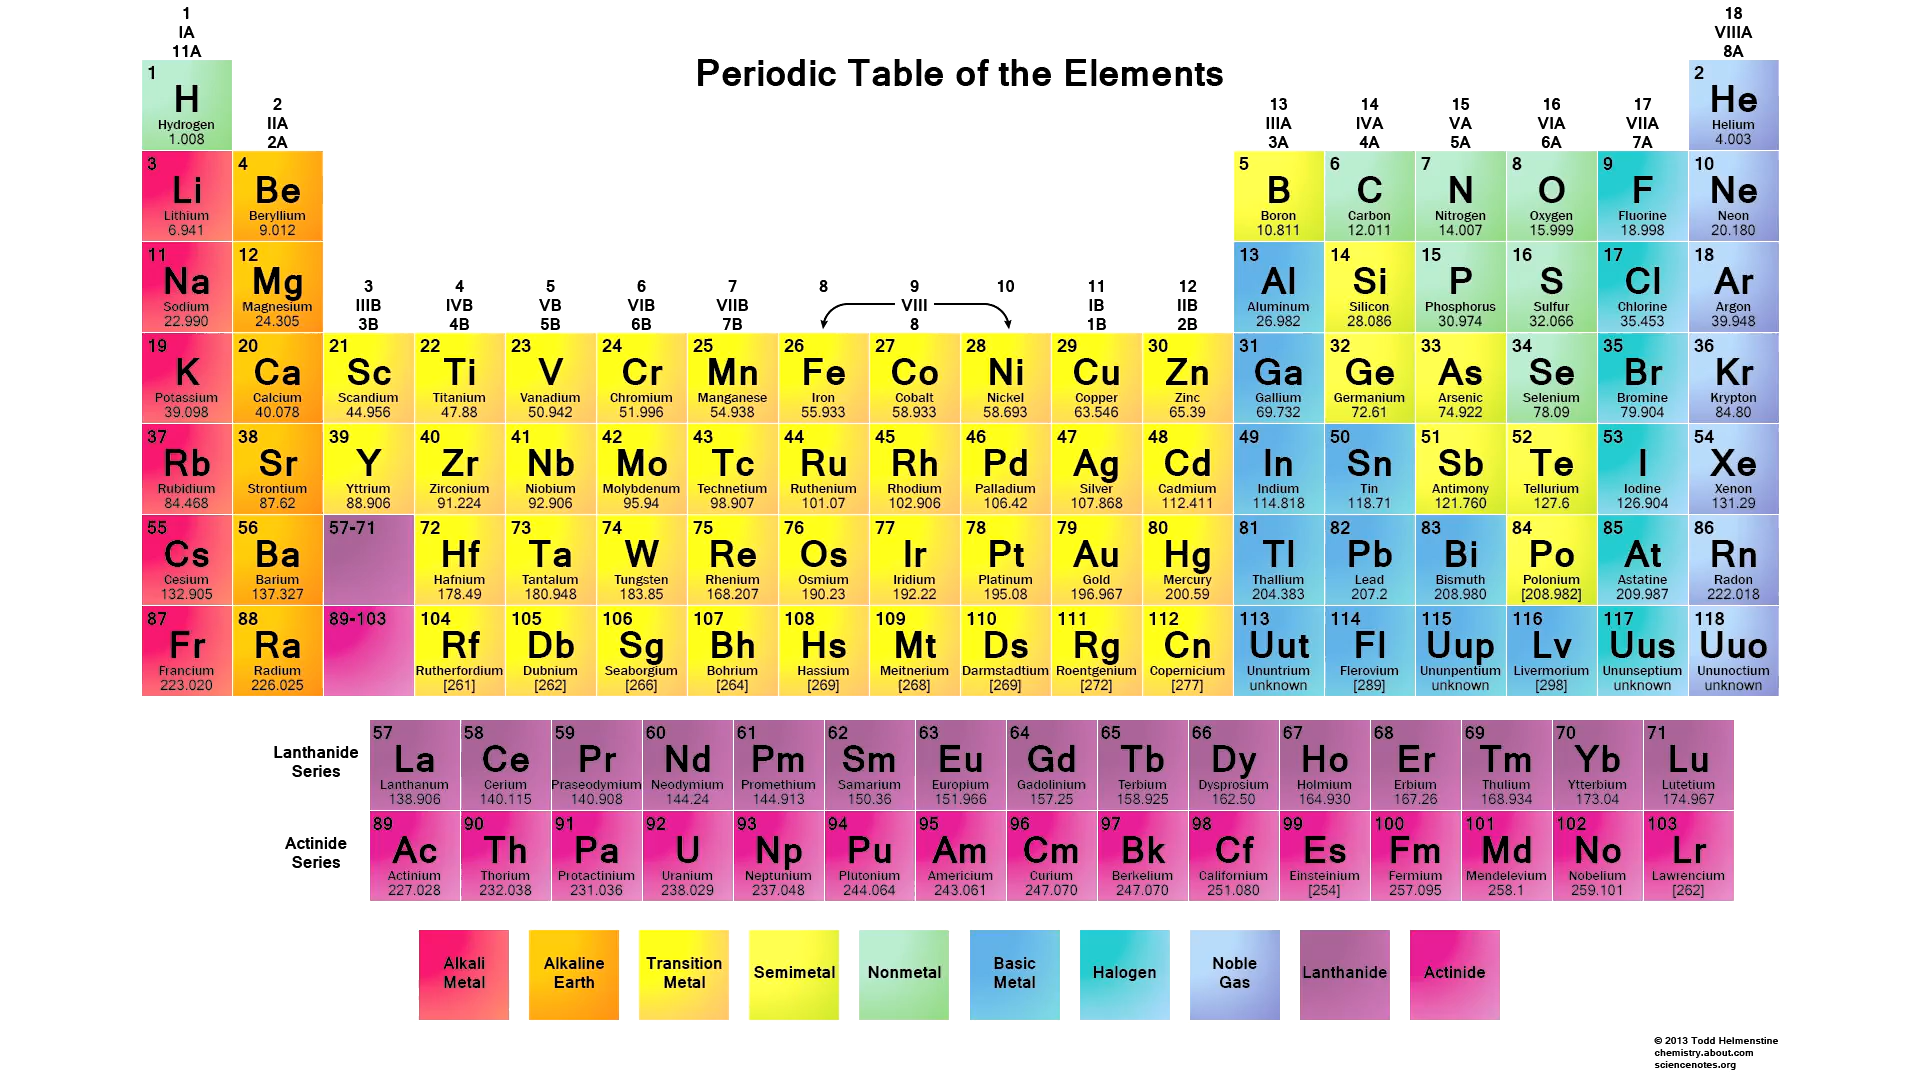 Periodic Table of the Elements
1
IA
11A
2
IIA
2A
3
IIIB
3B
4
IVB
4B
5
VB
5B
6
VIB
6B
7
VIIB
7B
8
9
10
VIII
8
11
IB
1B
12
IIB
2B
13
IIIA
3A
14
IVA
4A
15
VA
5A
16
VIA
6A
17
VIIA
7A
18
VIIIA
8A
1
H
Hydrogen
1.008
2
He
Helium
4.003
3
Li
Lithium
6.941
4
Be
Beryllium
9.012
5
B
Boron
10.811
6
C
Carbon
12.011
7
N
Nitrogen
14.007
8
O
Oxygen
15.999
9
F
Fluorine
18.998
10
Ne
Neon
20.180
11
Na
Sodium
22.990
12
Mg
Magnesium
24.305
13
Al
Aluminum
26.982
14
Si
Silicon
28.086
15
P
Phosphorus
30.974
16
S
Sulfur
32.066
17
Cl
Chlorine
35.453
18
Ar
Argon
39.948
19
K
Potassium
39.098
20
Ca
Calcium
40.078
21
Sc
Scandium
44.956
22
Ti
Titanium
47.88
23
V
Vanadium
50.942
24
Cr
Chromium
51.996
25
Mn
Manganese
54.938
26
Fe
Iron
55.933
27
Co
Cobalt
58.933
28
Ni
Nickel
58.693
29
Cu
Copper
63.546
30
Zn
Zinc
65.39
31
Ga
Gallium
69.732
32
Ge
Germanium
72.61
33
As
Arsenic
74.922
34
Se
Selenium
78.09
35
Br
Bromine
79.904
36
Kr
Krypton
84.80
37
Rb
Rubidium
84.468
38
Sr
Strontium
87.62
39
Y
Yttrium
88.906
40
Zr
Zirconium
91.224
41
Nb
Niobium
92.906
42
Mo
Molybdenum
95.94
43
Tc
Technetium
98.907
44
Ru
Ruthenium
101.07
45
Rh
Rhodium
102.906
46
Pd
Palladium
106.42
47
Ag
Silver
107.868
48
Cd
Cadmium
112.411
49
In
Indium
114.818
50
Sn
Tin
118.71
51
Sb
Antimony
121.760
52
Te
Tellurium
127.6
53
I
Iodine
126.904
54
Xe
Xenon
131.29
55
Cs
Cesium
132.905
56
Ba
Barium
137.327
57-71
72
Hf
Hafnium
178.49
73
Ta
Tantalum
180.948
74
W
Tungsten
183.85
75
Re
Rhenium
168.207
76
Os
Osmium
190.23
77
Ir
Iridium
192.22
78
Pt
Platinum
195.08
79
Au
Gold
196.967
80
Hg
Mercury
200.59
81
Tl
Thallium
204.383
82
Pb
Lead
207.2
83
Bi
Bismuth
208.980
84
Po
Polonium
[208.982]
85
At
Astatine
209.987
86
Rn
Radon
222.018
87
Fr
Francium
223.020
88
Ra
Radium
226.025
89-103
104
Rf
Rutherfordium
[261]
105
Db
Dubnium
[262]
106
Sg
Seaborgium
[266]
107
Bh
Bohrium
[264]
108
Hs
Hassium
[269]
109
Mt
Meitnerium
[268]
110
Ds
Darmstadtium
[269]
111
Rg
Roentgenium
[272]
112
Cn
Copernicium
[277]
113
Uut
Ununtrium
unknown
114
Fl
Flerovium
[289]
115
Uup
Ununpentium
unknown
116
Lv
Livermorium
[298]
117
Uus
Ununseptium
unknown
118
Uuo
Ununoctium
unknown
Lanthanide
Series
57
La
Lanthanum
138.906
58
Ce
Cerium
140.115
59
Pr
Praseodymium
140.908
60
Nd
Neodymium
144.24
61
Pm
Promethium
144.913
62
Sm
Samarium
150.36
63
Eu
Europium
151.966
64
Gd
Gadolinium
157.25
65
Tb
Terbium
158.925
66
Dy
Dysprosium
162.50
67
Ho
Holmium
164.930
68
Er
Erbium
167.26
69
Tm
Thulium
168.934
70
Yb
Ytterbium
173.04
71
Lu
Lutetium
174.967
Actinide
Series
89
Ac
Actinium
227.028
90
Th
Thorium
232.038
91
Pa
Protactinium
231.036
92
U
Uranium
238.029
93
Np
Neptunium
237.048
94
Pu
Plutonium
244.064
95
Am
Americium
243.061
96
Cm
Curium
247.070
97
Bk
Berkelium
247.070
98
Cf
Californium
251.080
99
Es
Einsteinium
[254]
100
Fm
Fermium
257.095
101
Md
Mendelevium
258.1
102
No
Nobelium
259.101
103
Lr
Lawrencium
[262]
Alkali
Metal
Alkaline
Earth
Transition
Metal
Semimetal
Nonmetal
Basic
Metal
Halogen
Noble
Gas
Lanthanide
Actinide
© 2013 Todd Helmenstine
chemistry.about.com
sciencenotes.org